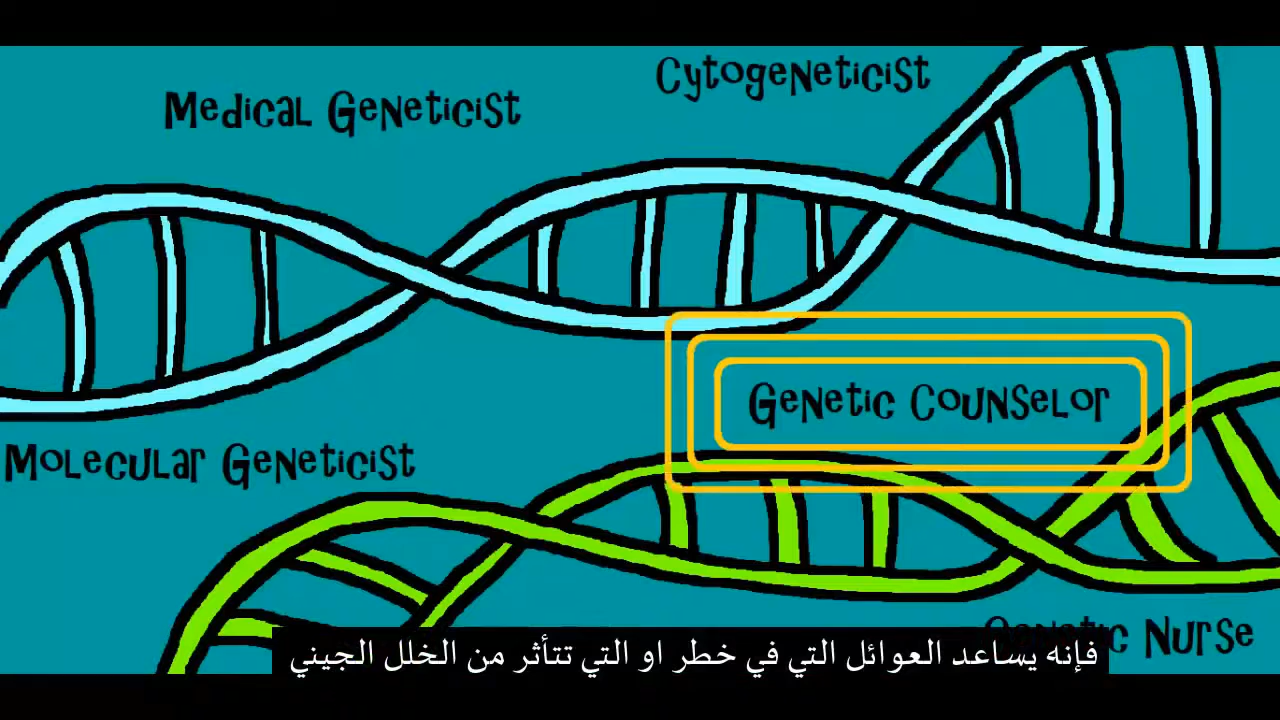 Cytogeneticist
Medical Geneticist
Genetic Counselor
Molecular Geneticist
Nurse
فإنه يساعد العوائل التي في خطر او التي تتأثر من الخلل الجيني